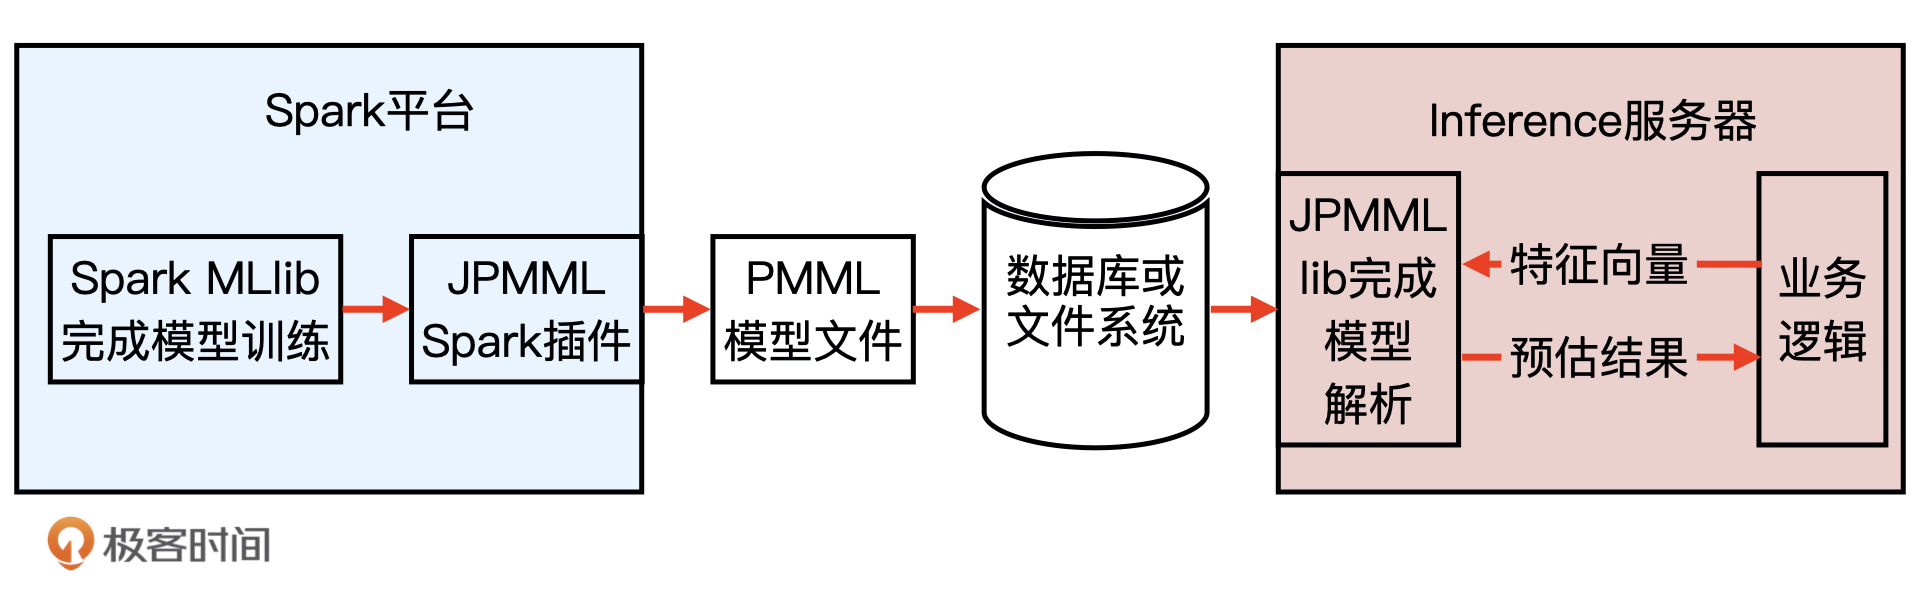 Spark平台
Spark MLlib
完成模型训练
JPMML
Spark插件
PMML
模型文件
数据库或
文件系统
Inference服务器
JPMML
lib完成
模型
解析
特征向量
预估结果
业务
逻辑
极客时间